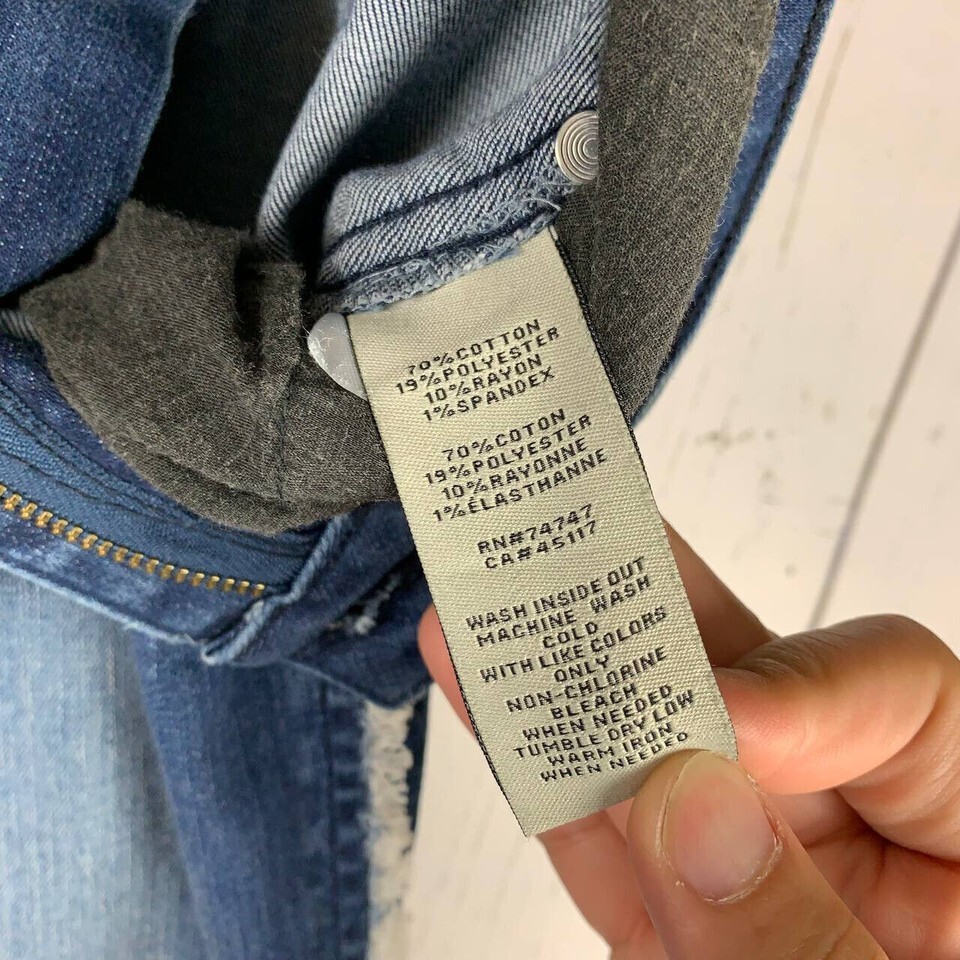 70%COTTON
19%POLYESTER
10%RAYON
1%SPANDEX
70%COTON
19%POLYESTER
10%RAYONNE
1%ÉLASTHANNE
RN#74747
CA#45117
WASH INSIDE OUT
MACHINE WASH
COLD
WITH LIKE COLORS
ONLY
NON-CHLORINE
BLEACH
WHEN NEEDED
TUMBLE DRY LOW
WARM IRON
WHEN NEEDED